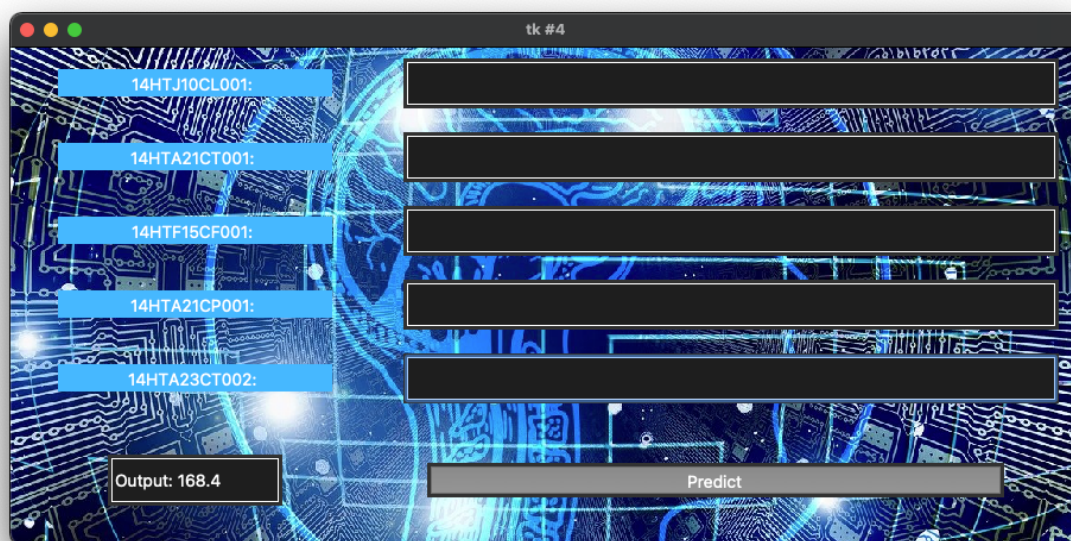 tk #4
14HTJ10CL001:
14HTA21CT001:
14HTF15CF001:
14HTA21CP001:
14HTA23CT002:
Output: 168.4
Predict